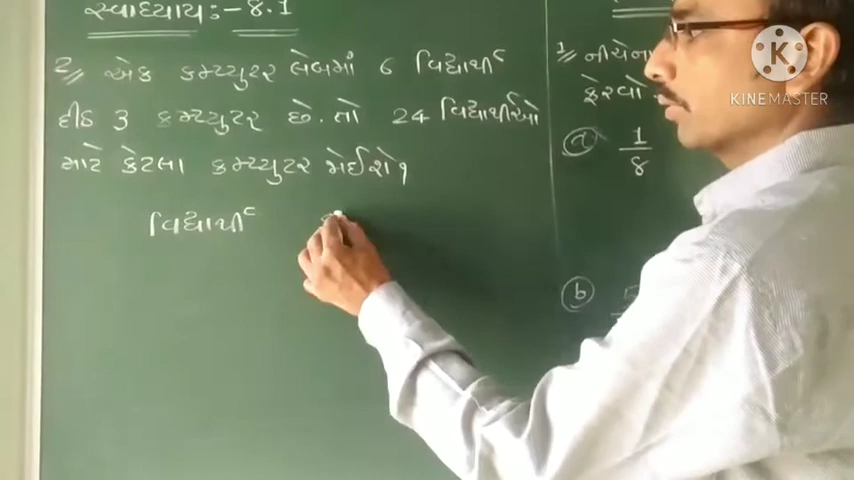 સ્વાધ્યાય :- 8.1
2 એક કમ્પ્યુટર લેબમાં 6 વિદ્યાર્થી
દીઠ 3 કમ્પ્યુટર છે. તો 24 વિદ્યાર્થીઓ
માટે કેટલા કમ્પ્યુટર જોઈશે?
વિદ્યાર્થી
1 નીચેના
ફેરવો
a 1/8
b
K
KINEMASTER